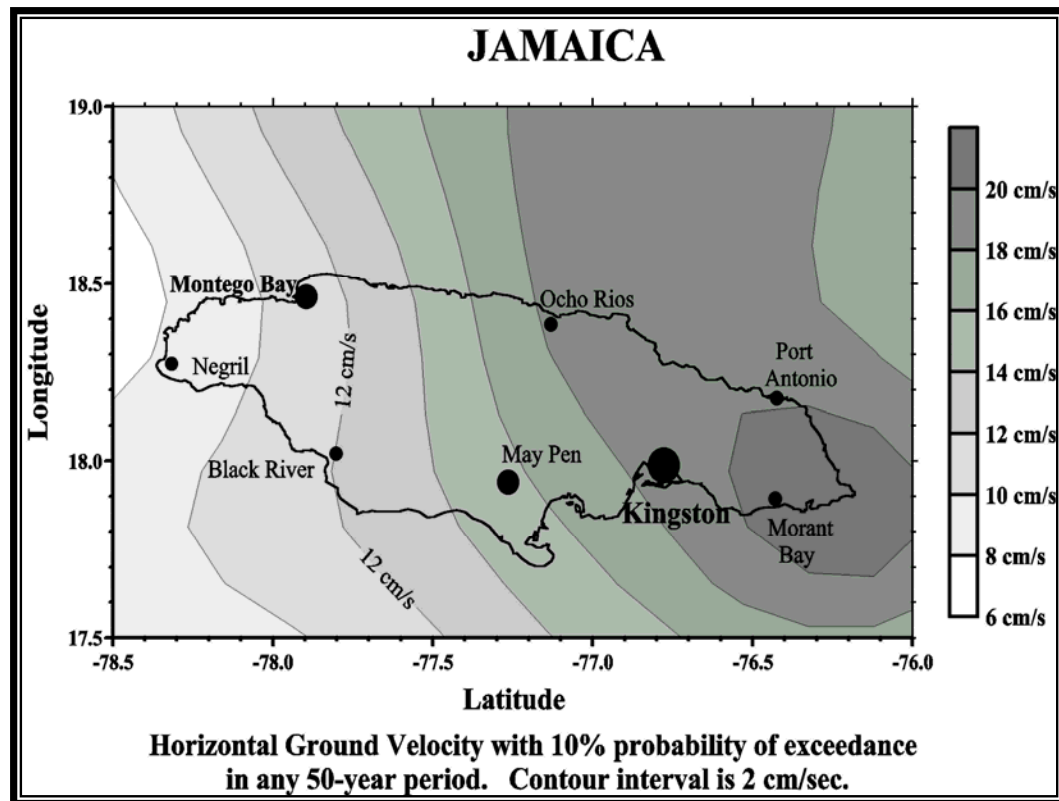 JAMAICA
19.0
18.5
18.0
17.5
Longitude
-78.5
-78.0
-77.5
-77.0
-76.5
-76.0
Latitude
Montego Bay
Negril
Black River
12 cm/s
12 cm/s
Ocho Rios
May Pen
Kingston
Port
Antonio
Morant
Bay
20 cm/s
18 cm/s
16 cm/s
14 cm/s
12 cm/s
10 cm/s
8 cm/s
6 cm/s
Horizontal Ground Velocity with 10% probability of exceedance
in any 50-year period. Contour interval is 2 cm/sec.